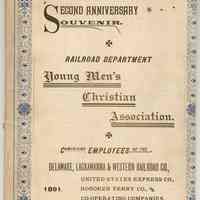 SECOND ANNIVERSARY
SOUVENIR.
RAILROAD DEPARTMENT
Young Men's
Christian
Association.
COMPRISING EMPLOYEES OF THE
DELAWARE, LACKAWANNA & WESTERN RAILROAD CO.,
UNITED STATES EXPRESS CO.,
1891. HOBOKEN FERRY CO., &
CO-OPERATING COMPANIES.